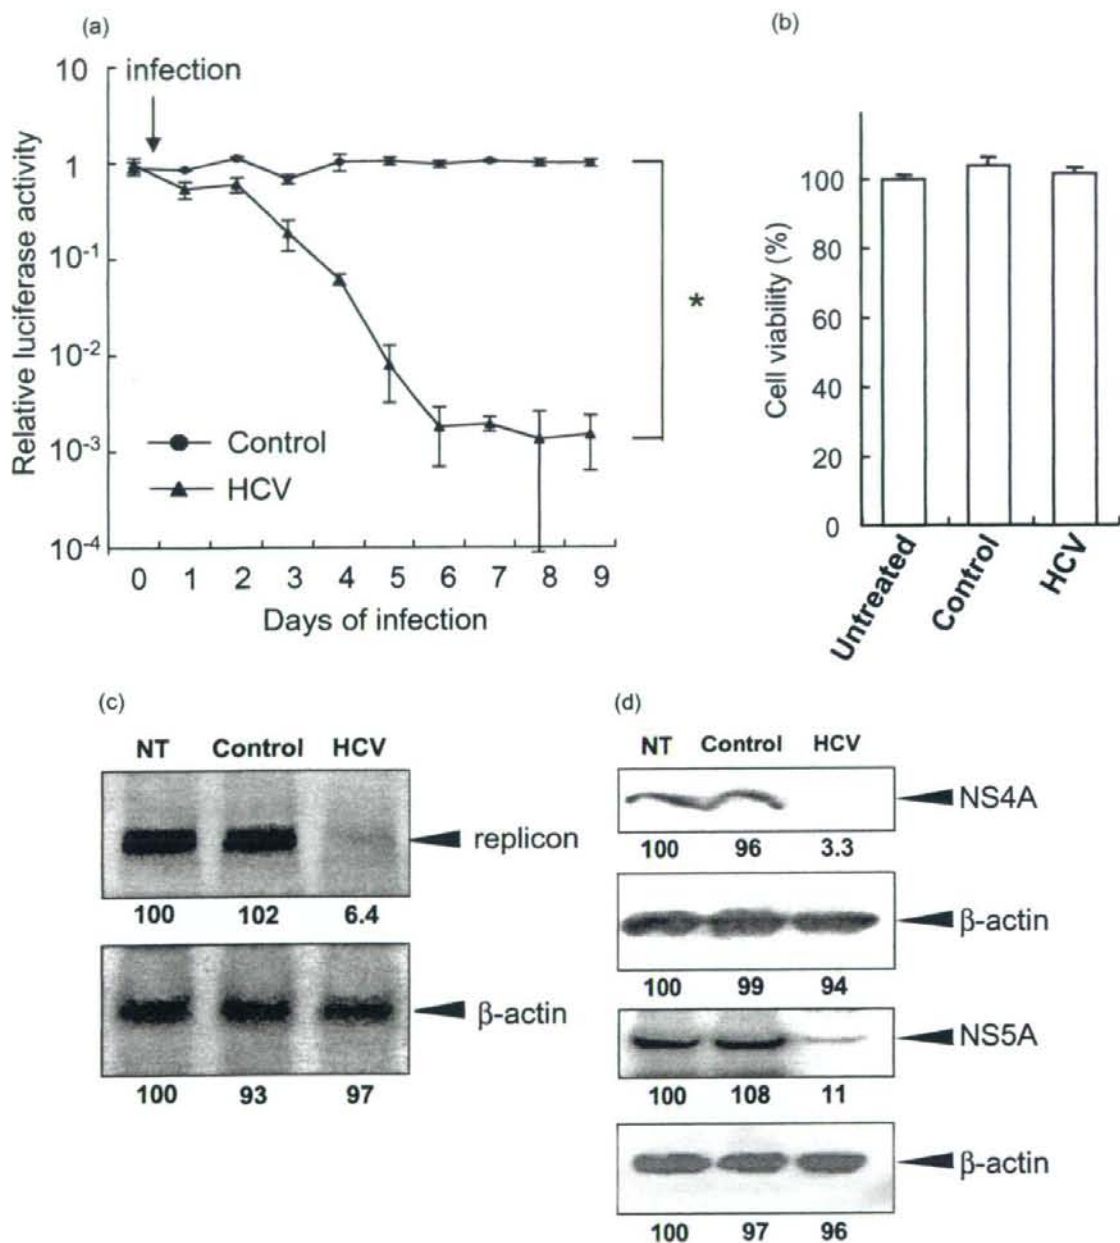 (a)
10
infection
1
10-1
10-2
10-3
10-4
Relative luciferase activity
Control
HCV
*
0 1 2 3 4 5 6 7 8 9
Days of infection
(b)
100
80
60
40
20
0
Cell viability (%)
Untreated
Control
HCV
(c)
NT Control HCV
replicon
100 102 6.4
β-actin
100 93 97
(d)
NT Control HCV
NS4A
100 96 3.3
β-actin
100 99 94
NS5A
100 108 11
β-actin
100 97 96